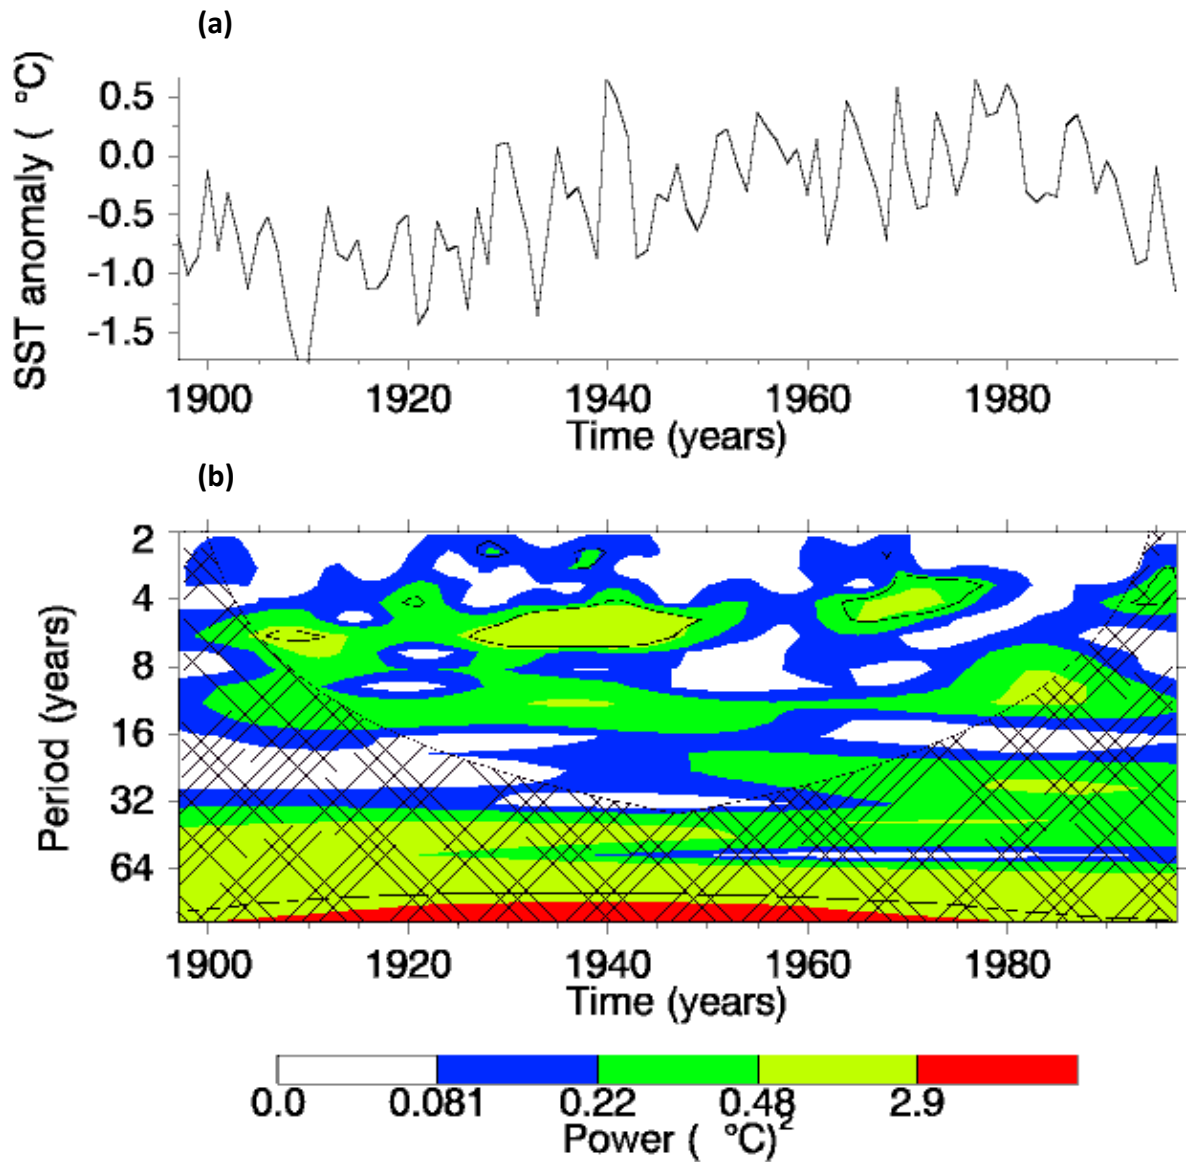 (a)
SST anomaly ( °C)
0.5
0.0
-0.5
-1.0
-1.5
1900 1920 1940 1960 1980
Time (years)
(b)
Period (years)
2
4
8
16
32
64
1900 1920 1940 1960 1980
Time (years)
0.0 0.081 0.22 0.48 2.9
Power ( °C)²